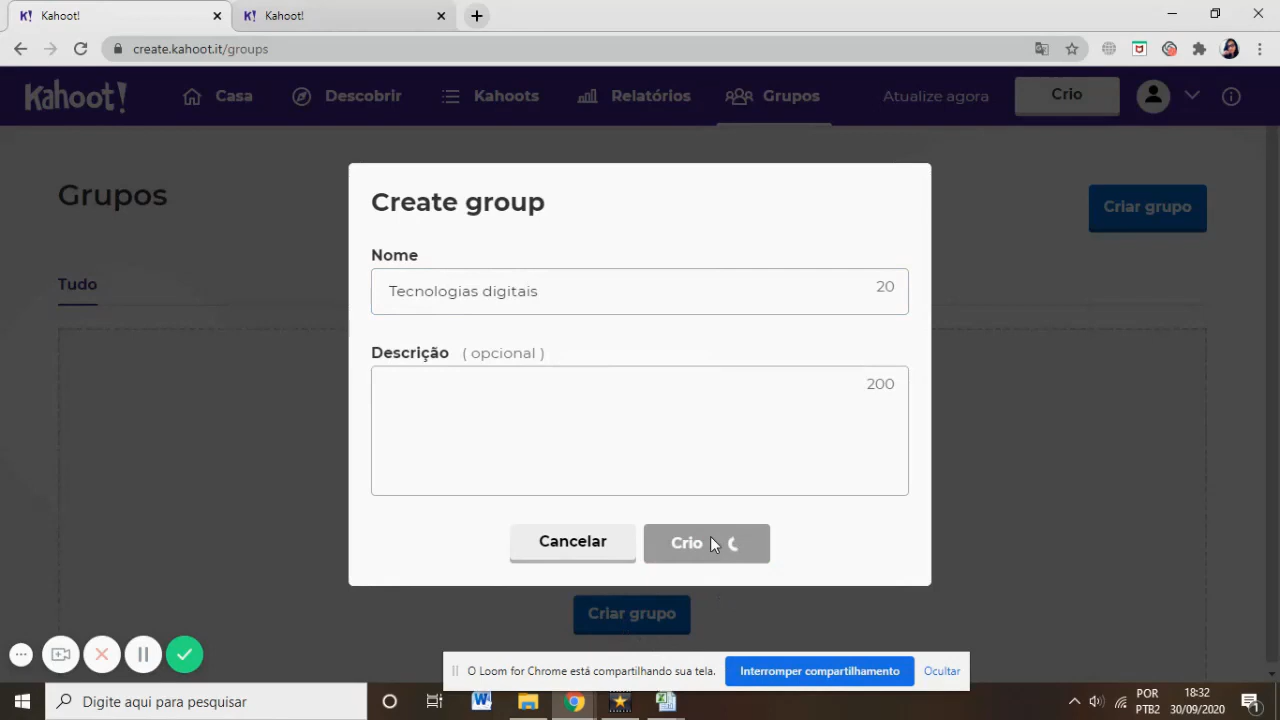 K! Kahoot!
K! Kahoot!
create.kahoot.it/groups
Kahoot!
Casa
Descobrir
Kahoots
Relatórios
Grupos
Atualize agora
Crio
Grupos
Criar grupo
Tudo
Create group
Nome
Tecnologias digitais
20
Descrição ( opcional )
200
Cancelar
Crio
Criar grupo
O Loom for Chrome está compartilhando sua tela.
Interromper compartilhamento
Ocultar
Digite aqui para pesquisar
POR
PTB2
18:32
30/09/2020
1